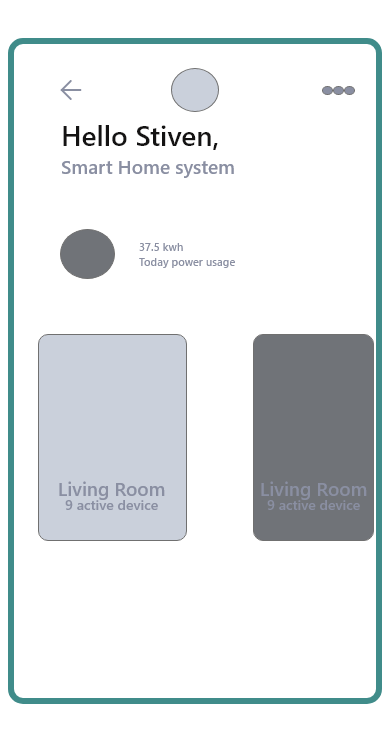 Hello Stiven,
Smart Home system
37.5 kwh
Today power usage
Living Room
9 active device
Living Room
9 active device